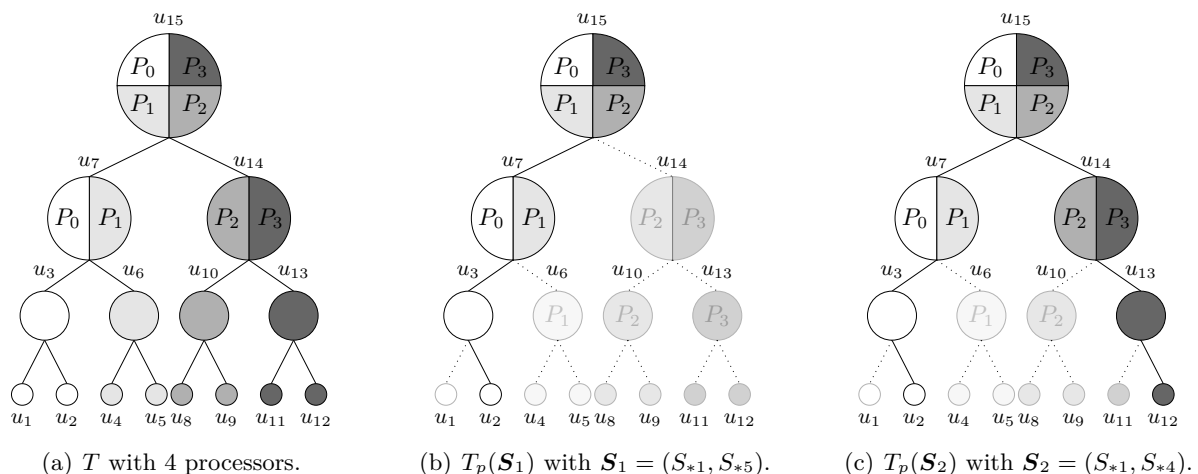 u₁₅ u₁₅ u₁₅
P₀ P₃ P₀ P₃ P₀ P₃
P₁ P₂ P₁ P₂ P₁ P₂
u₇ u₁₄ u₇ u₁₄ u₇ u₁₄
P₀ P₁ P₂ P₃ P₀ P₁ P₂ P₃ P₀ P₁ P₂ P₃
u₃ u₆ u₁₀ u₁₃ u₃ u₆ u₁₀ u₁₃ u₃ u₆ u₁₀ u₁₃
P₁ P₂ P₃ P₁ P₂
u₁ u₂ u₄ u₅ u₈ u₉ u₁₁ u₁₂ u₁ u₂ u₄ u₅ u₈ u₉ u₁₁ u₁₂ u₁ u₂ u₄ u₅ u₈ u₉ u₁₁ u₁₂
(a) T with 4 processors. (b) Tₚ(S₁) with S₁ = (S∗₁, S∗₅). (c) Tₚ(S₂) with S₂ = (S∗₁, S∗₄).